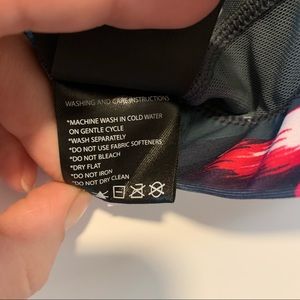 WASHING AND CARE INSTRUCTIONS
*MACHINE WASH IN COLD WATER
ON GENTLE CYCLE
*WASH SEPARATELY
*DO NOT USE FABRIC SOFTENERS
*DO NOT BLEACH
*DRY FLAT
*DO NOT IRON
*DO NOT DRY CLEAN